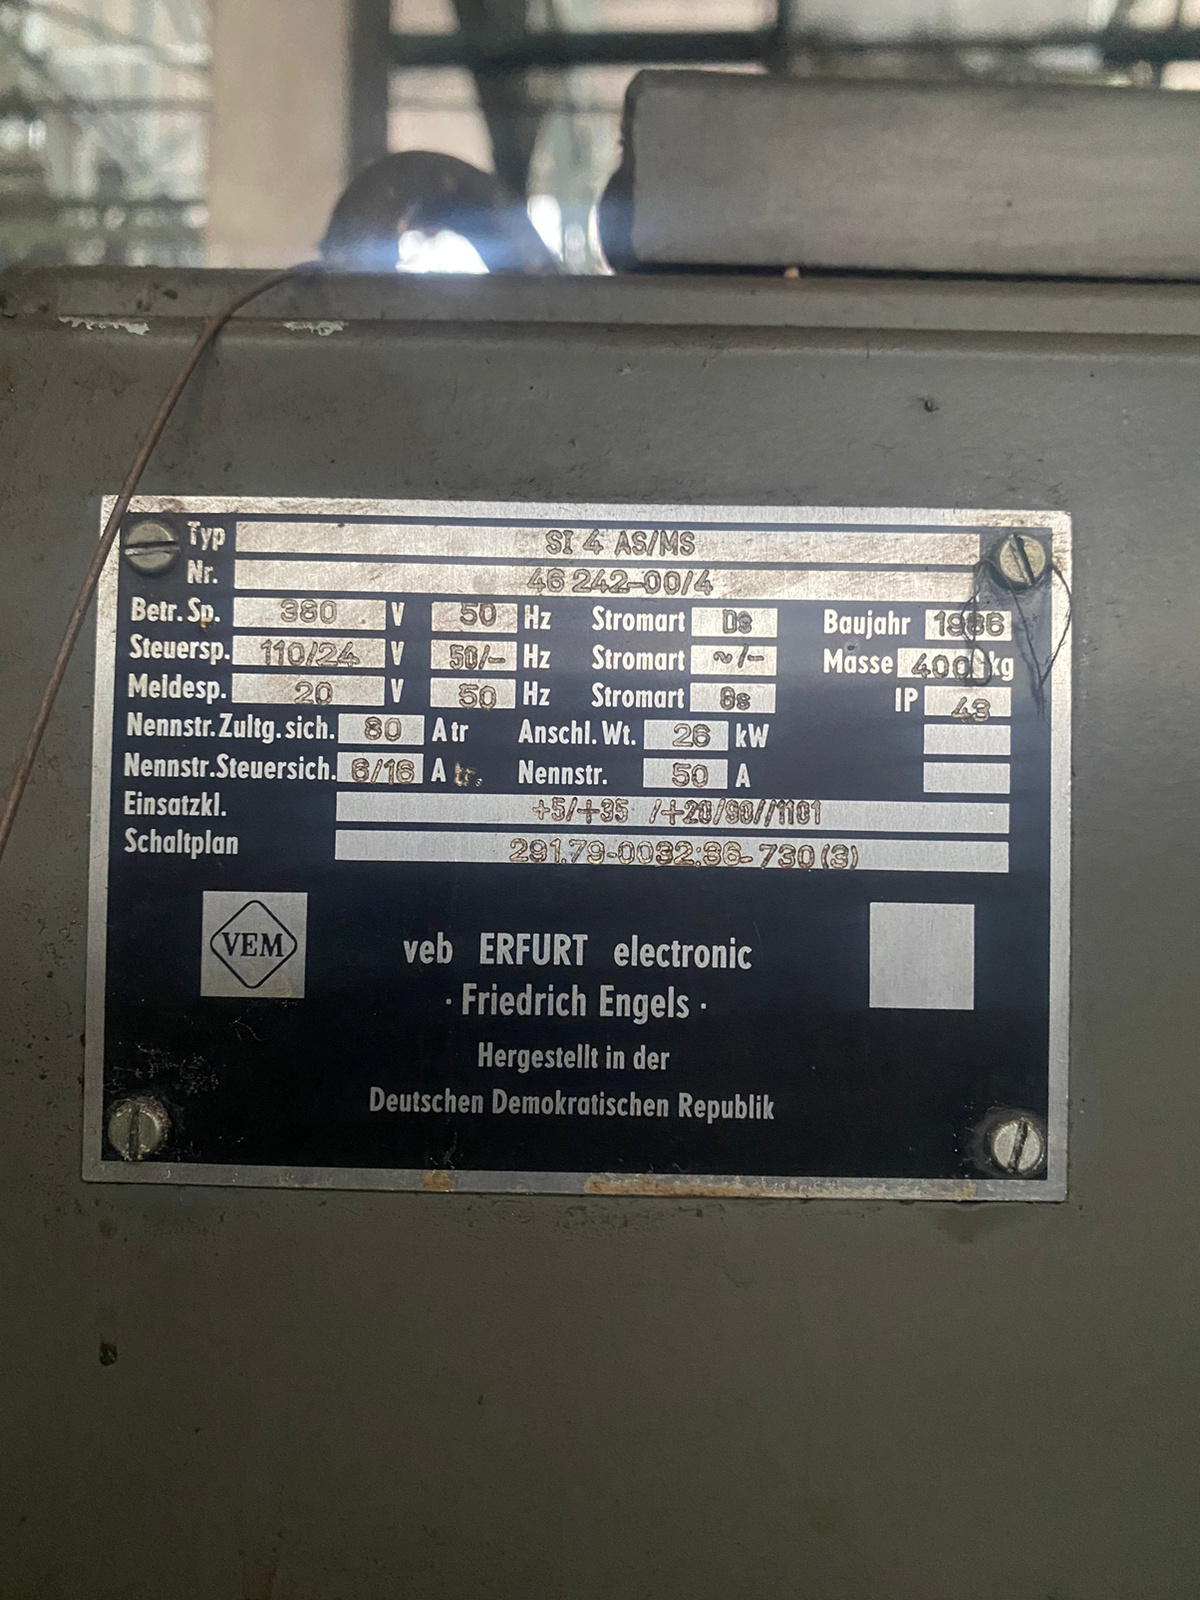 Typ SI 4 AS/MS
Nr. 46 242-00/4
Betr. Sp. 380 V 50 Hz Stromart Ds Baujahr 1986
Steuersp. 110/24 V 50/- Hz Stromart ~/- Masse 400 kg
Meldesp. 20 V 50 Hz Stromart Gs IP 43
Nennstr. Zultg. sich. 80 A tr Anschl. Wt. 26 kW
Nennstr. Steuersich. 6/16 A tr. Nennstr. 50 A
Einsatzkl. +5/+35 /+20/90//1101
Schaltplan 291.79-0032:36-730 (3)
VEM
veb ERFURT electronic
· Friedrich Engels ·
Hergestellt in der
Deutschen Demokratischen Republik